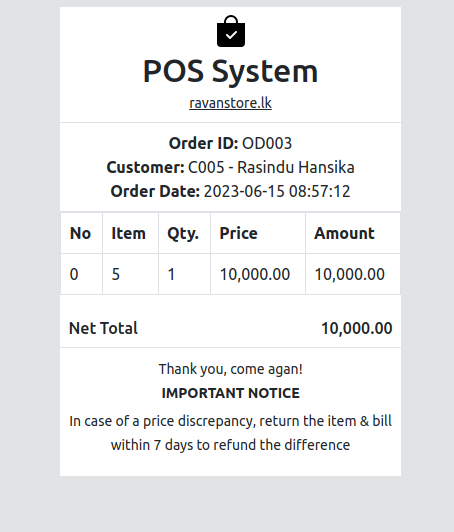 POS System
ravanstore.lk
Order ID: OD003
Customer: C005 - Rasindu Hansika
Order Date: 2023-06-15 08:57:12
No Item Qty. Price Amount
0 5 1 10,000.00 10,000.00
Net Total 10,000.00
Thank you, come agan!
IMPORTANT NOTICE
In case of a price discrepancy, return the item & bill
within 7 days to refund the difference